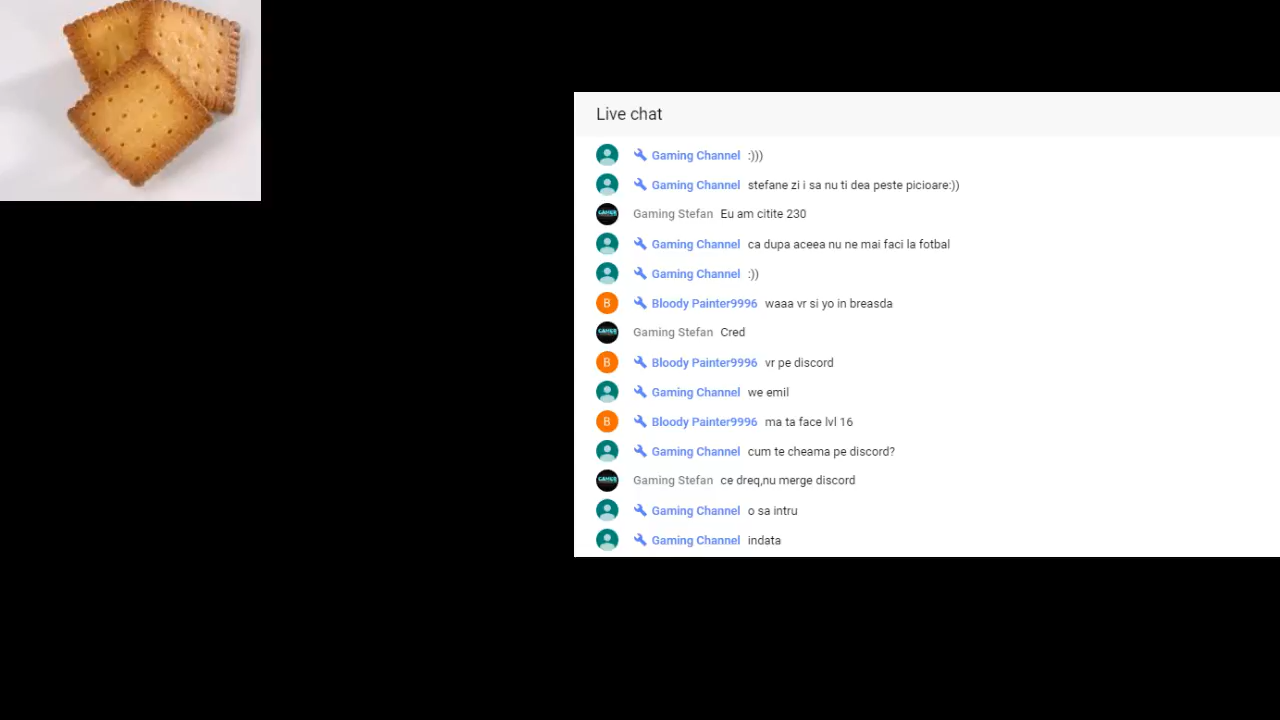 Live chat
Gaming Channel :)))
Gaming Channel stefane zi i sa nu ti dea peste picioare:))
Gaming Stefan Eu am citite 230
Gaming Channel ca dupa aceea nu ne mai faci la fotbal
Gaming Channel :))
B Bloody Painter9996 waaa vr si yo in breasda
Gaming Stefan Cred
B Bloody Painter9996 vr pe discord
Gaming Channel we emil
B Bloody Painter9996 ma ta face lvl 16
Gaming Channel cum te cheama pe discord?
Gaming Stefan ce dreq,nu merge discord
Gaming Channel o sa intru
Gaming Channel indata